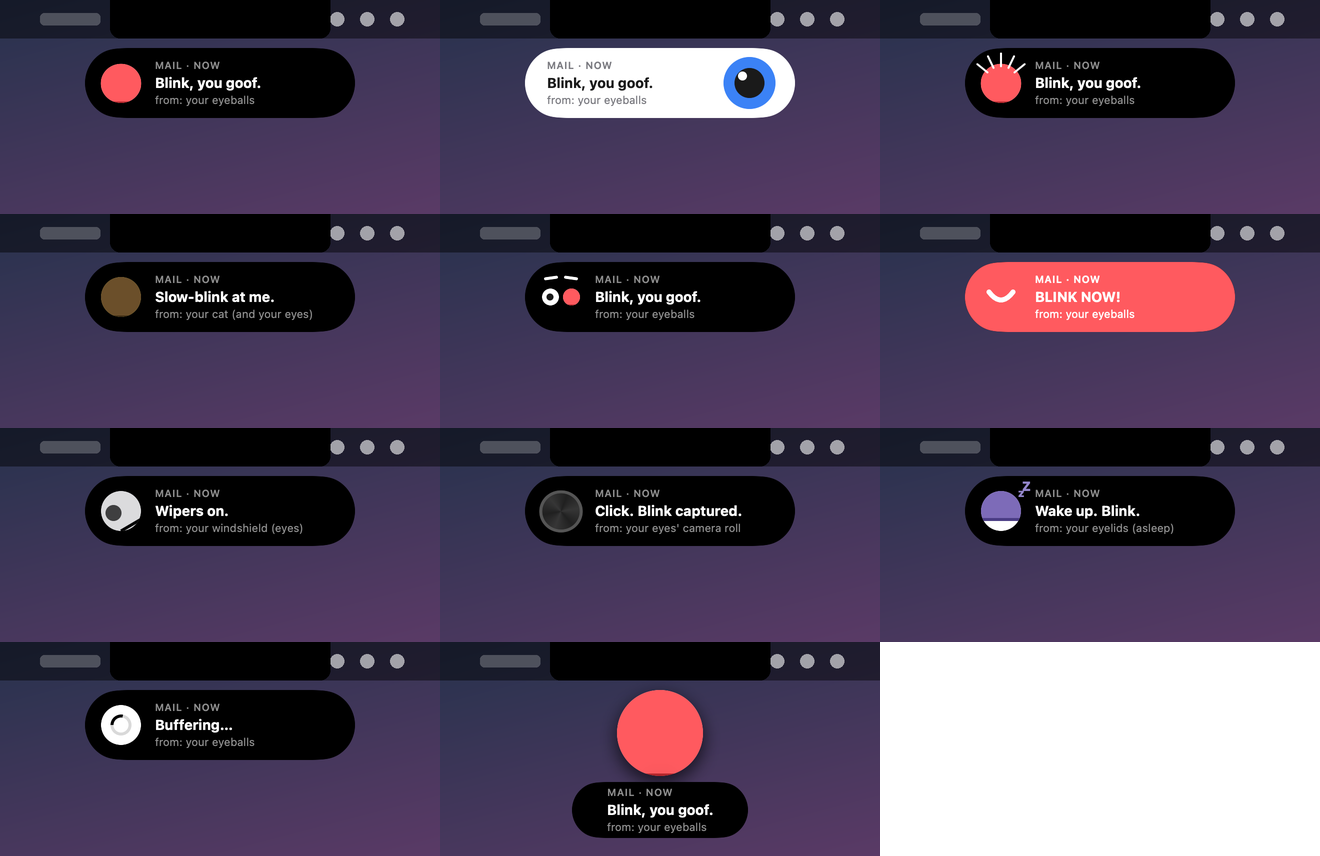 MAIL · NOW
Blink, you goof.
from: your eyeballs
MAIL · NOW
Blink, you goof.
from: your eyeballs
MAIL · NOW
Blink, you goof.
from: your eyeballs
MAIL · NOW
Slow-blink at me.
from: your cat (and your eyes)
MAIL · NOW
Blink, you goof.
from: your eyeballs
MAIL · NOW
BLINK NOW!
from: your eyeballs
MAIL · NOW
Wipers on.
from: your windshield (eyes)
MAIL · NOW
Click. Blink captured.
from: your eyes' camera roll
zZ
MAIL · NOW
Wake up. Blink.
from: your eyelids (asleep)
MAIL · NOW
Buffering...
from: your eyeballs
MAIL · NOW
Blink, you goof.
from: your eyeballs